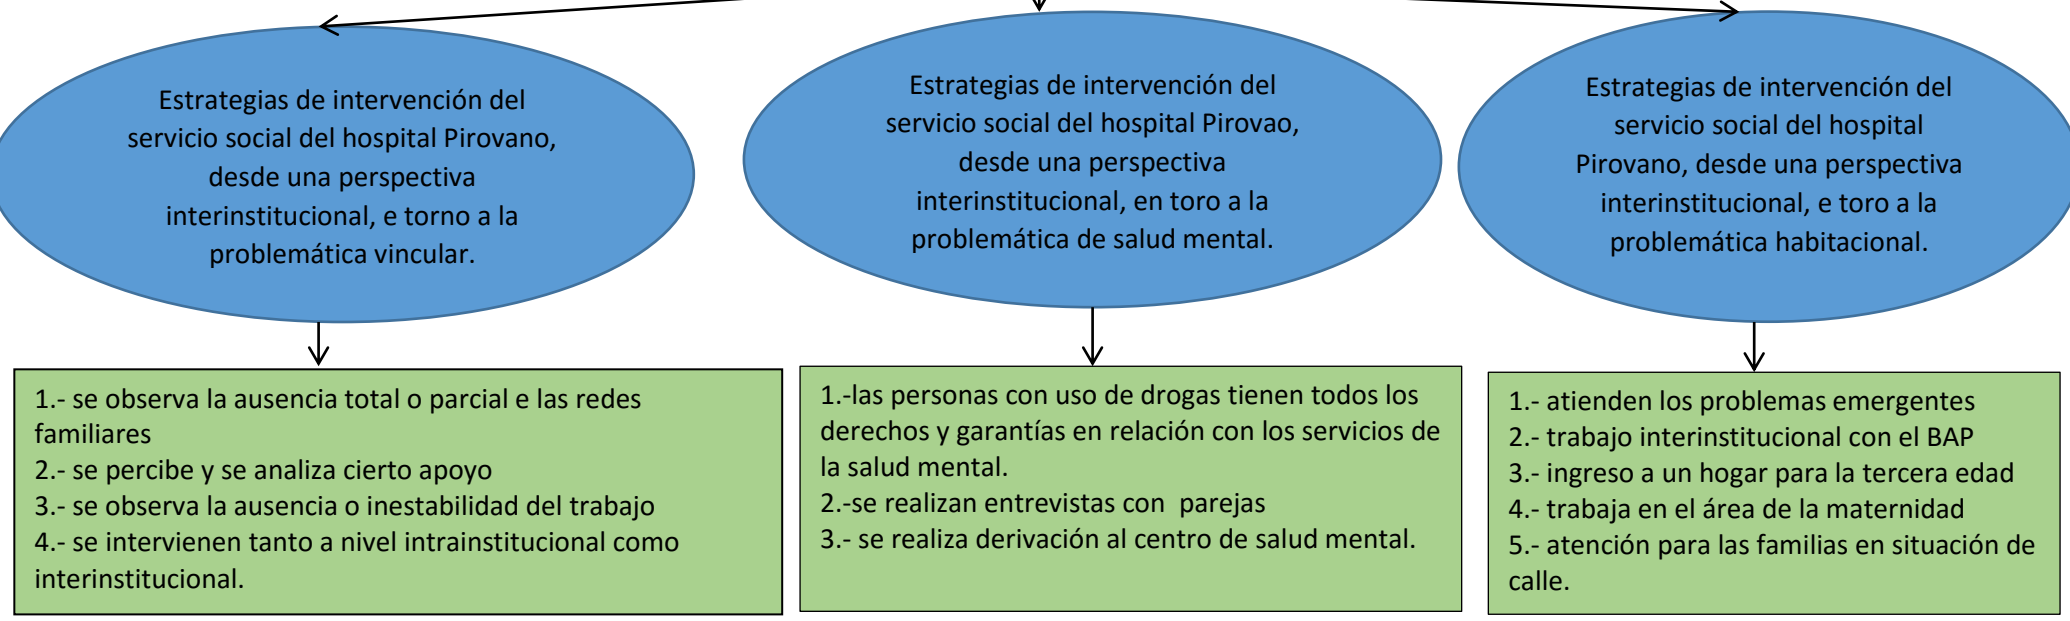 Estrategias de intervención del
servicio social del hospital Pirovano,
desde una perspectiva
interinstitucional, e torno a la
problemática vincular.
Estrategias de intervención del
servicio social del hospital Pirovao,
desde una perspectiva
interinstitucional, en toro a la
problemática de salud mental.
Estrategias de intervención del
servicio social del hospital
Pirovano, desde una perspectiva
interinstitucional, e toro a la
problemática habitacional.
1.- se observa la ausencia total o parcial e las redes
familiares
2.- se percibe y se analiza cierto apoyo
3.- se observa la ausencia o inestabilidad del trabajo
4.- se intervienen tanto a nivel intrainstitucional como
interinstitucional.
1.-las personas con uso de drogas tienen todos los
derechos y garantías en relación con los servicios de
la salud mental.
2.-se realizan entrevistas con  parejas
3.- se realiza derivación al centro de salud mental.
1.- atienden los problemas emergentes
2.- trabajo interinstitucional con el BAP
3.- ingreso a un hogar para la tercera edad
4.- trabaja en el área de la maternidad
5.- atención para las familias en situación de
calle.